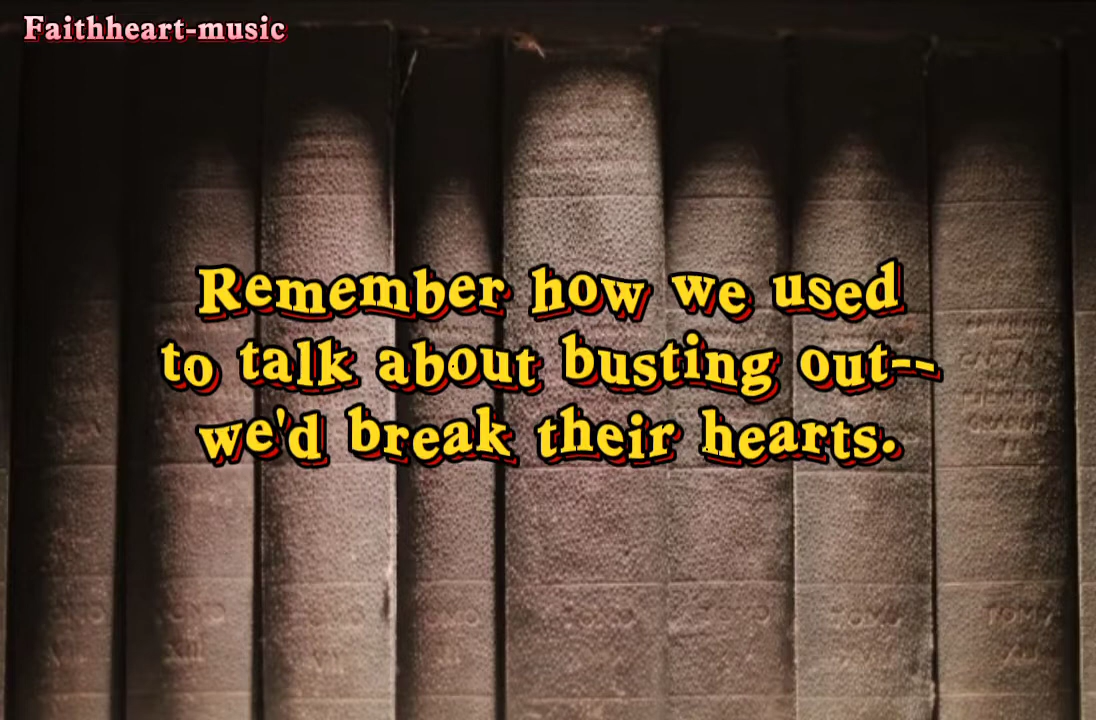 Faithheart-music
Remember how we used
to talk about busting out--
we'd break their hearts.